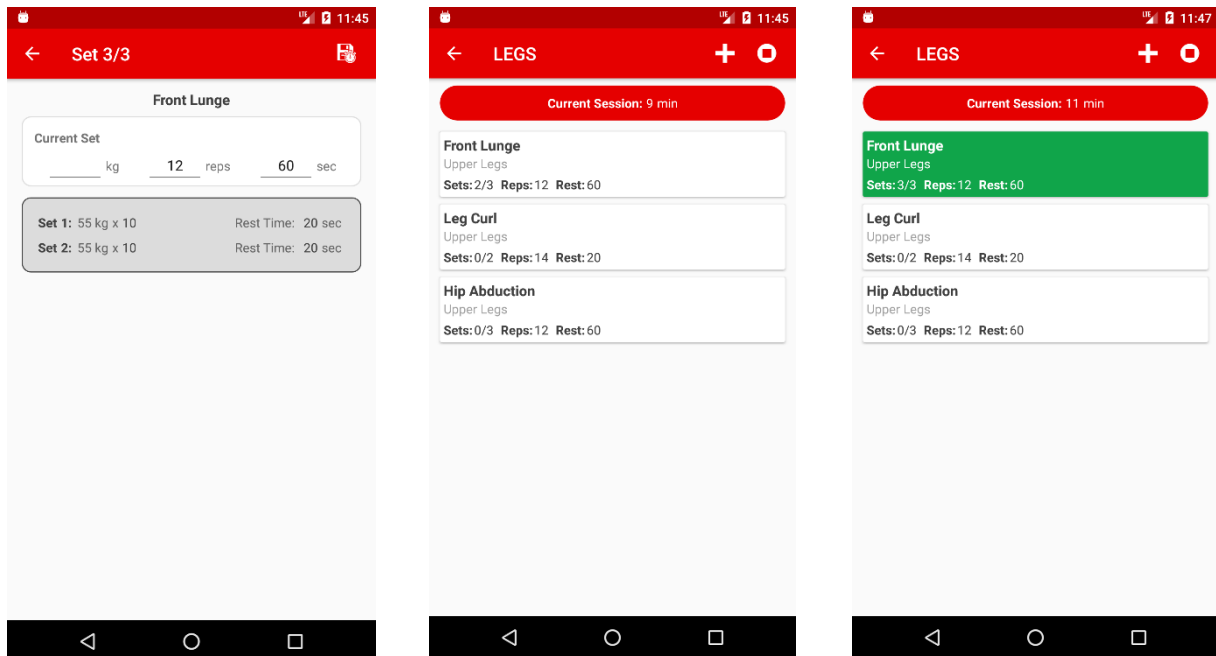 LTE 11:45
Set 3/3
Front Lunge
Current Set
kg 12 reps 60 sec
Set 1: 55 kg x 10 Rest Time: 20 sec
Set 2: 55 kg x 10 Rest Time: 20 sec
LTE 11:45
LEGS
Current Session: 9 min
Front Lunge
Upper Legs
Sets:2/3 Reps:12 Rest:60
Leg Curl
Upper Legs
Sets:0/2 Reps:14 Rest:20
Hip Abduction
Upper Legs
Sets:0/3 Reps:12 Rest:60
LTE 11:47
LEGS
Current Session: 11 min
Front Lunge
Upper Legs
Sets:3/3 Reps:12 Rest:60
Leg Curl
Upper Legs
Sets:0/2 Reps:14 Rest:20
Hip Abduction
Upper Legs
Sets:0/3 Reps:12 Rest:60